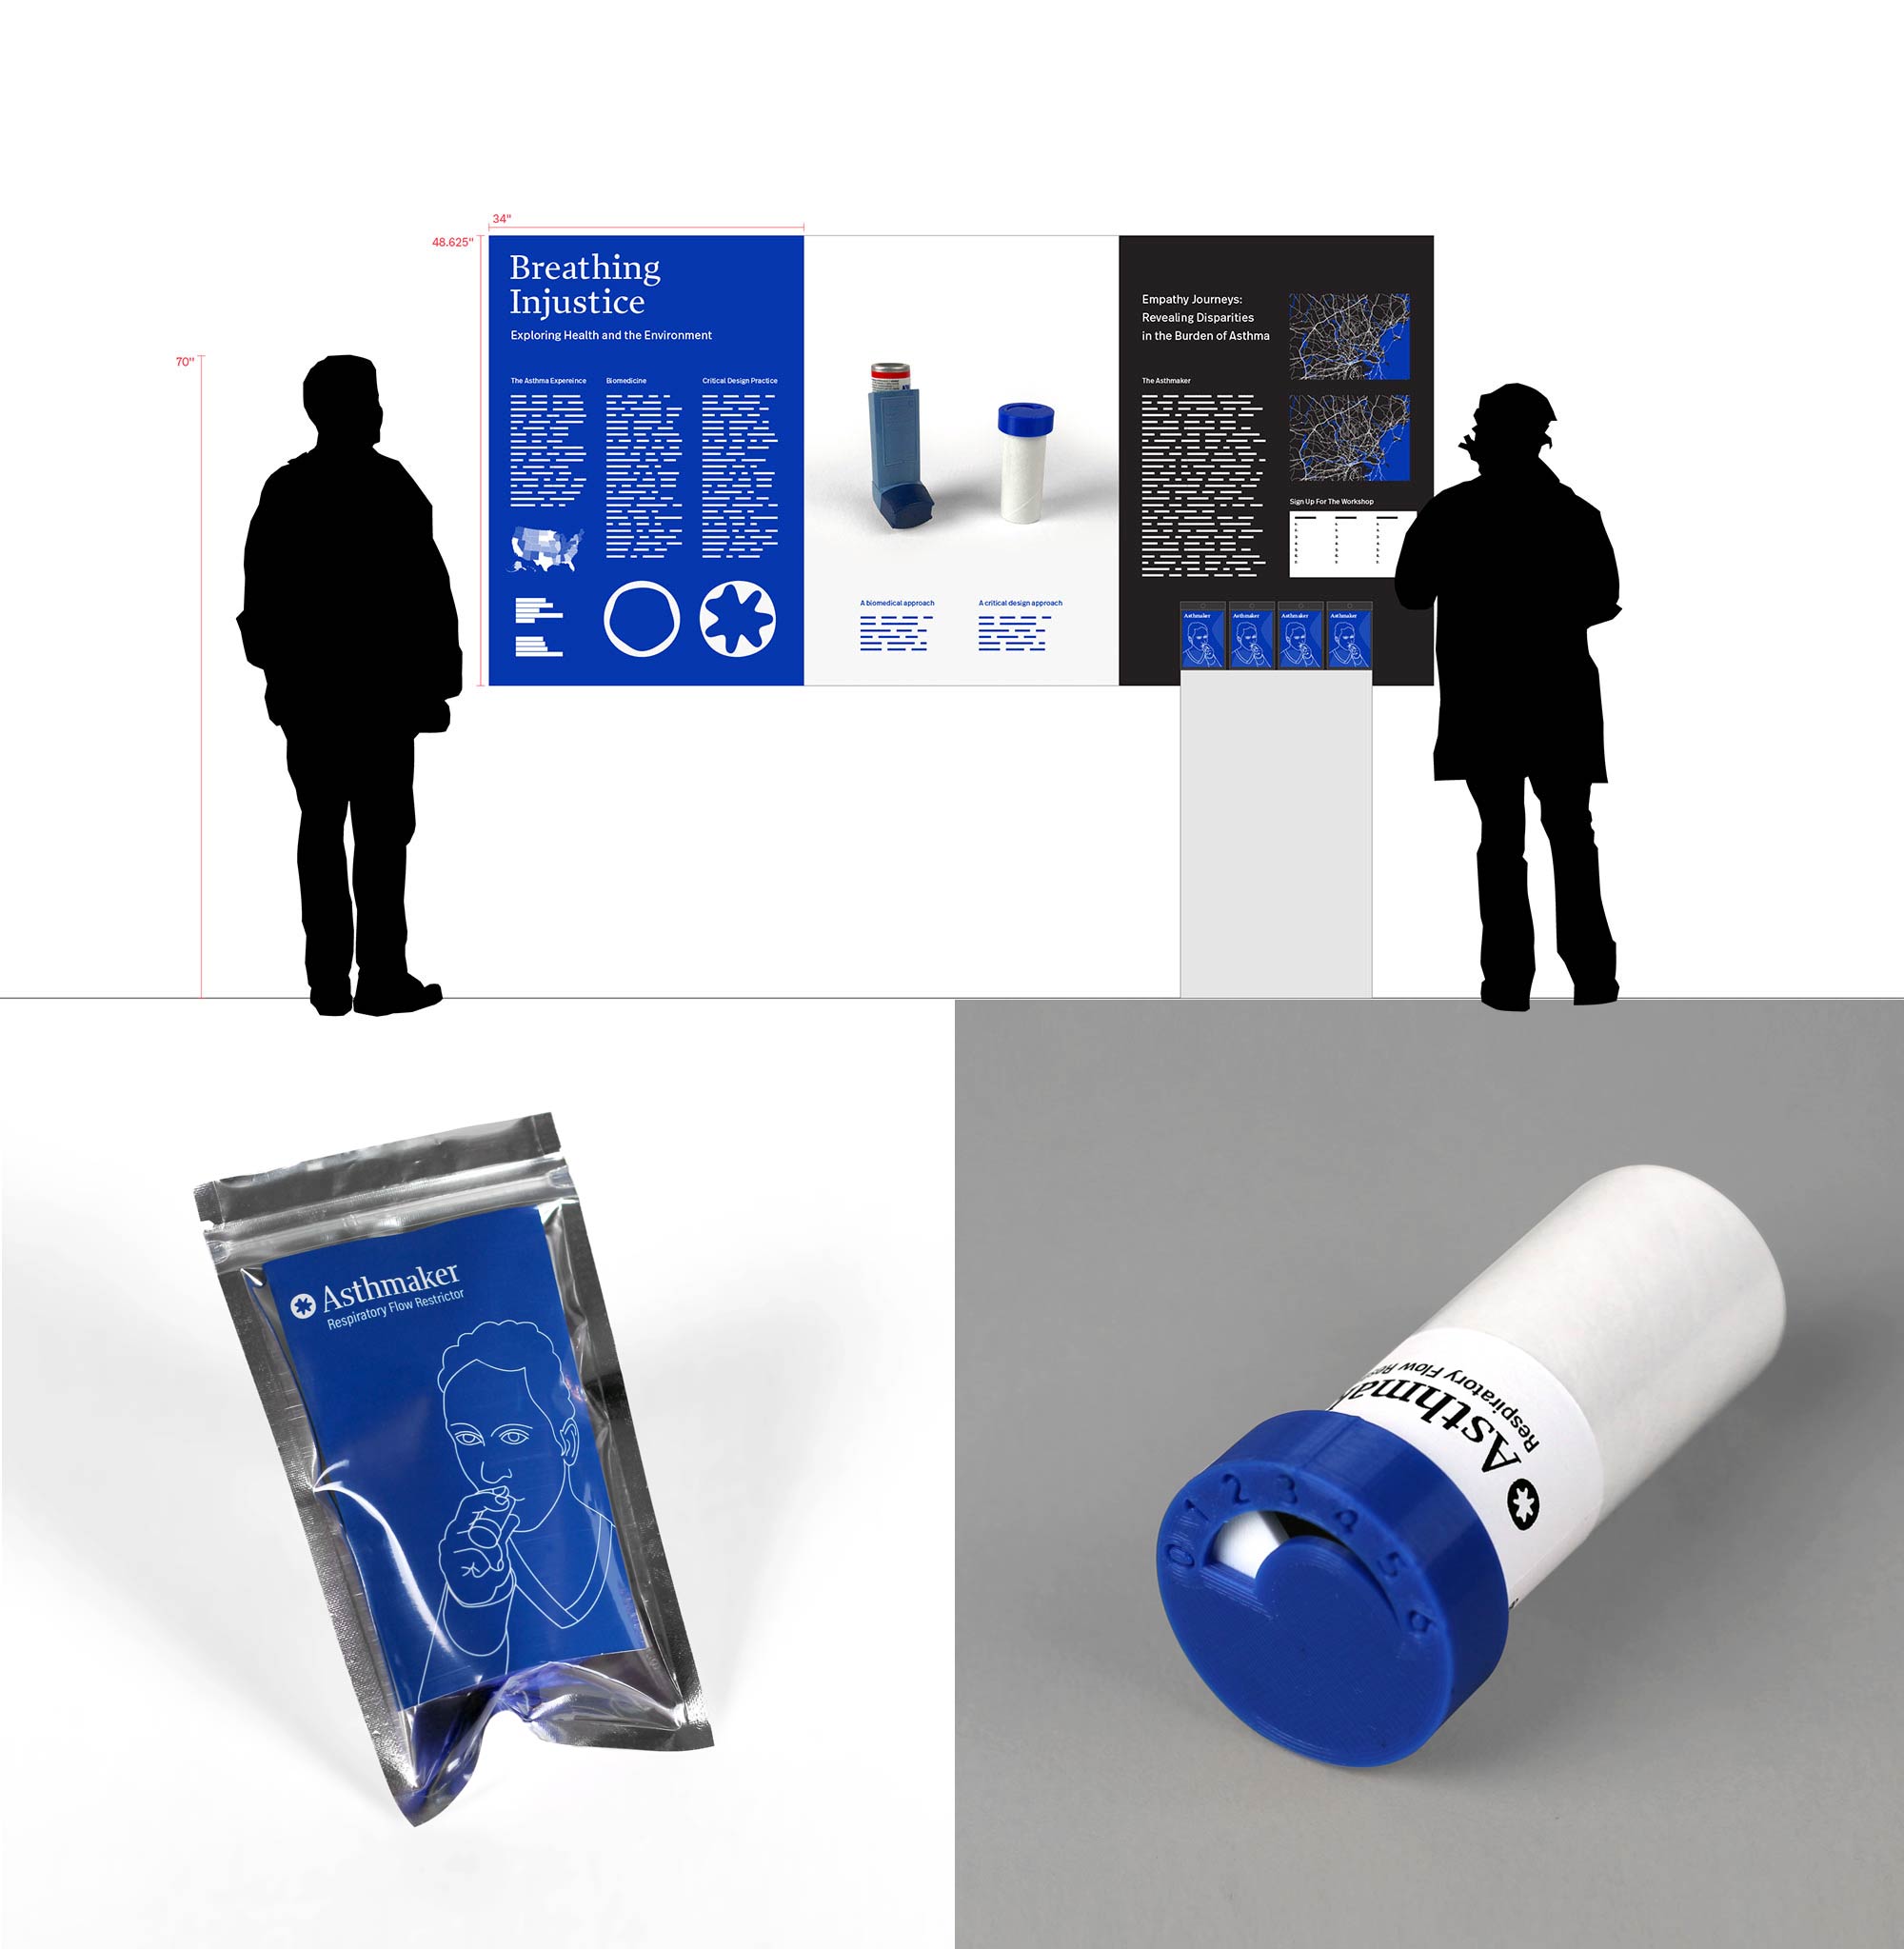 34"
48.625"
70"
Breathing
Injustice
Exploring Health and the Environment
The Asthma Expereince
Biomedicine
Critical Design Practice
A biomedical approach
A critical design approach
Empathy Journeys:
Revealing Disparities
in the Burden of Asthma
The Asthmaker
Sign Up For The Workshop
Asthmaker
Asthmaker
Asthmaker
Asthmaker
Asthmaker
Respiratory Flow Restrictor
Asthma
Respiratory Flow Re
0 1 2 3 4 5 6